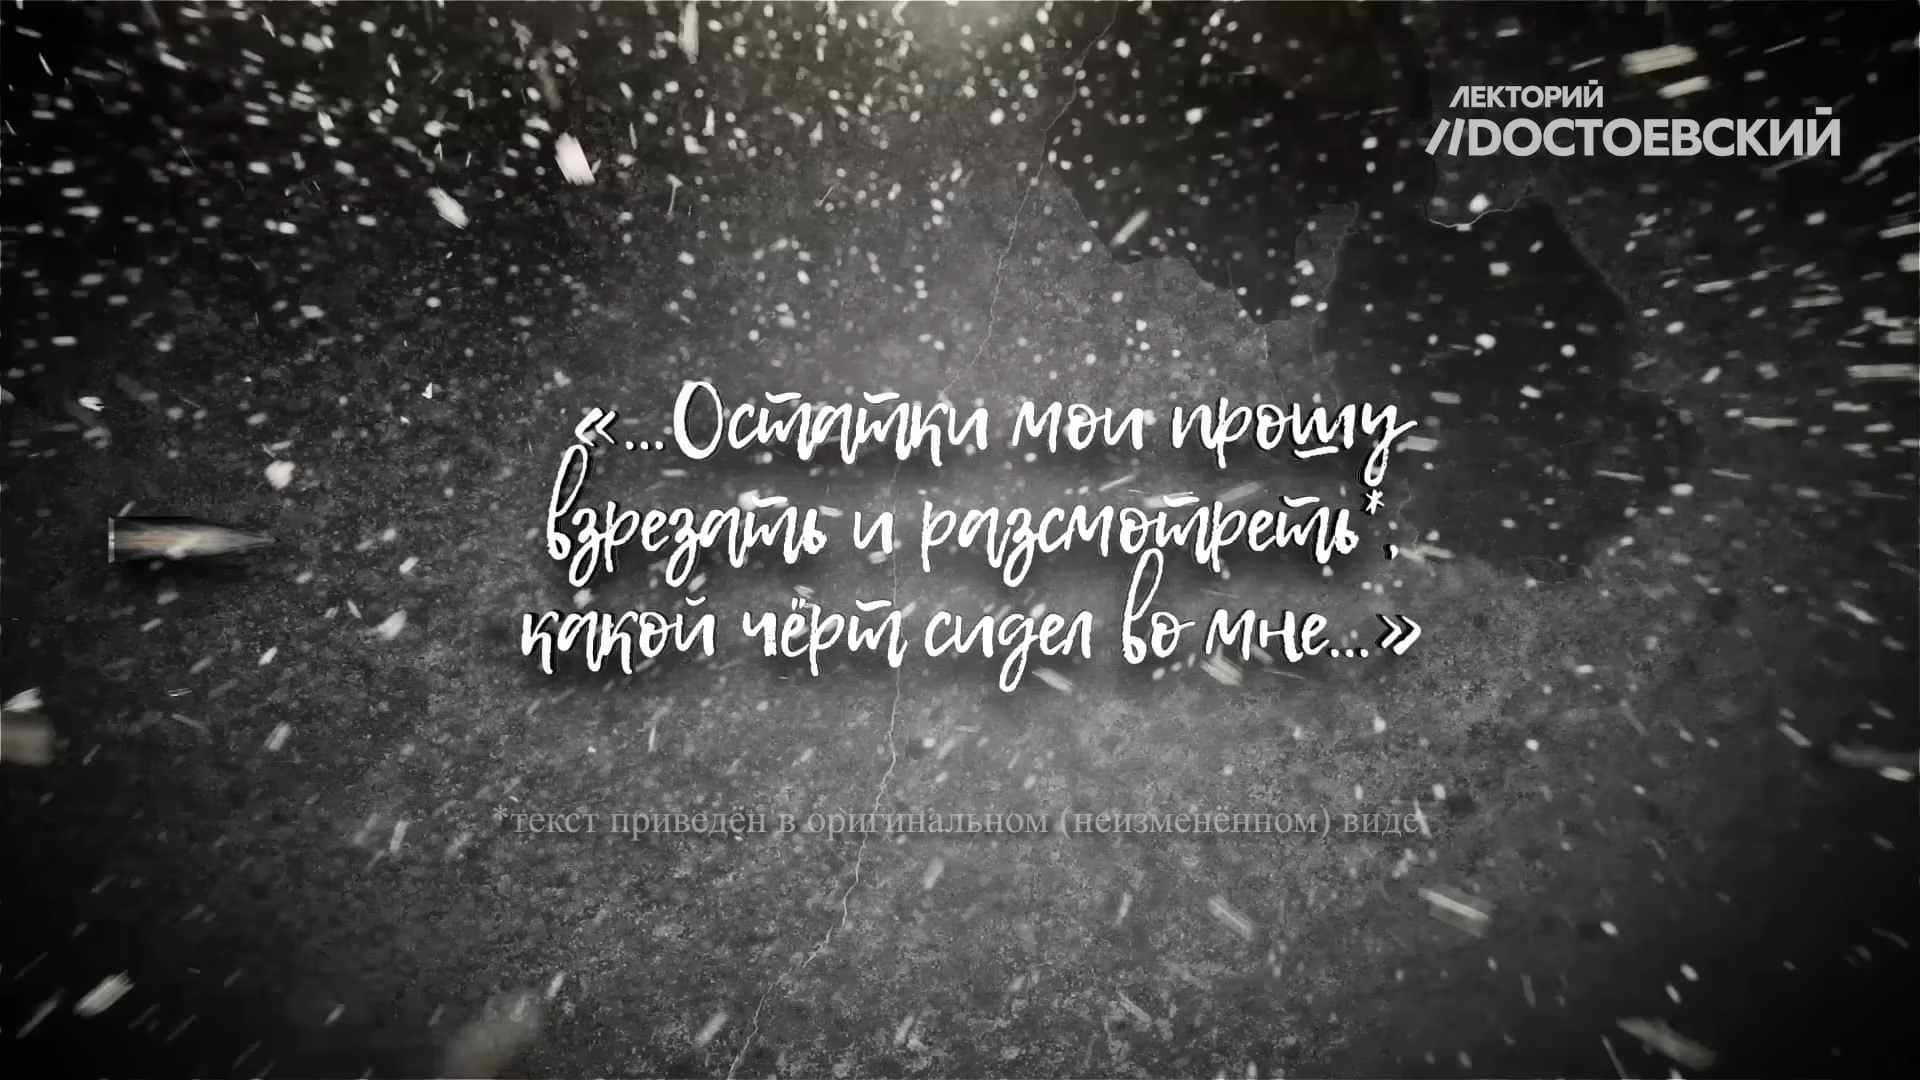 ЛЕКТОРИЙ
//DОСТОЕВСКИЙ
«...Остатки мои прошу
взрезать и разсмотреть*,
какой чёрт сидел во мне...»
*текст приведён в оригинальном (неизменённом) виде